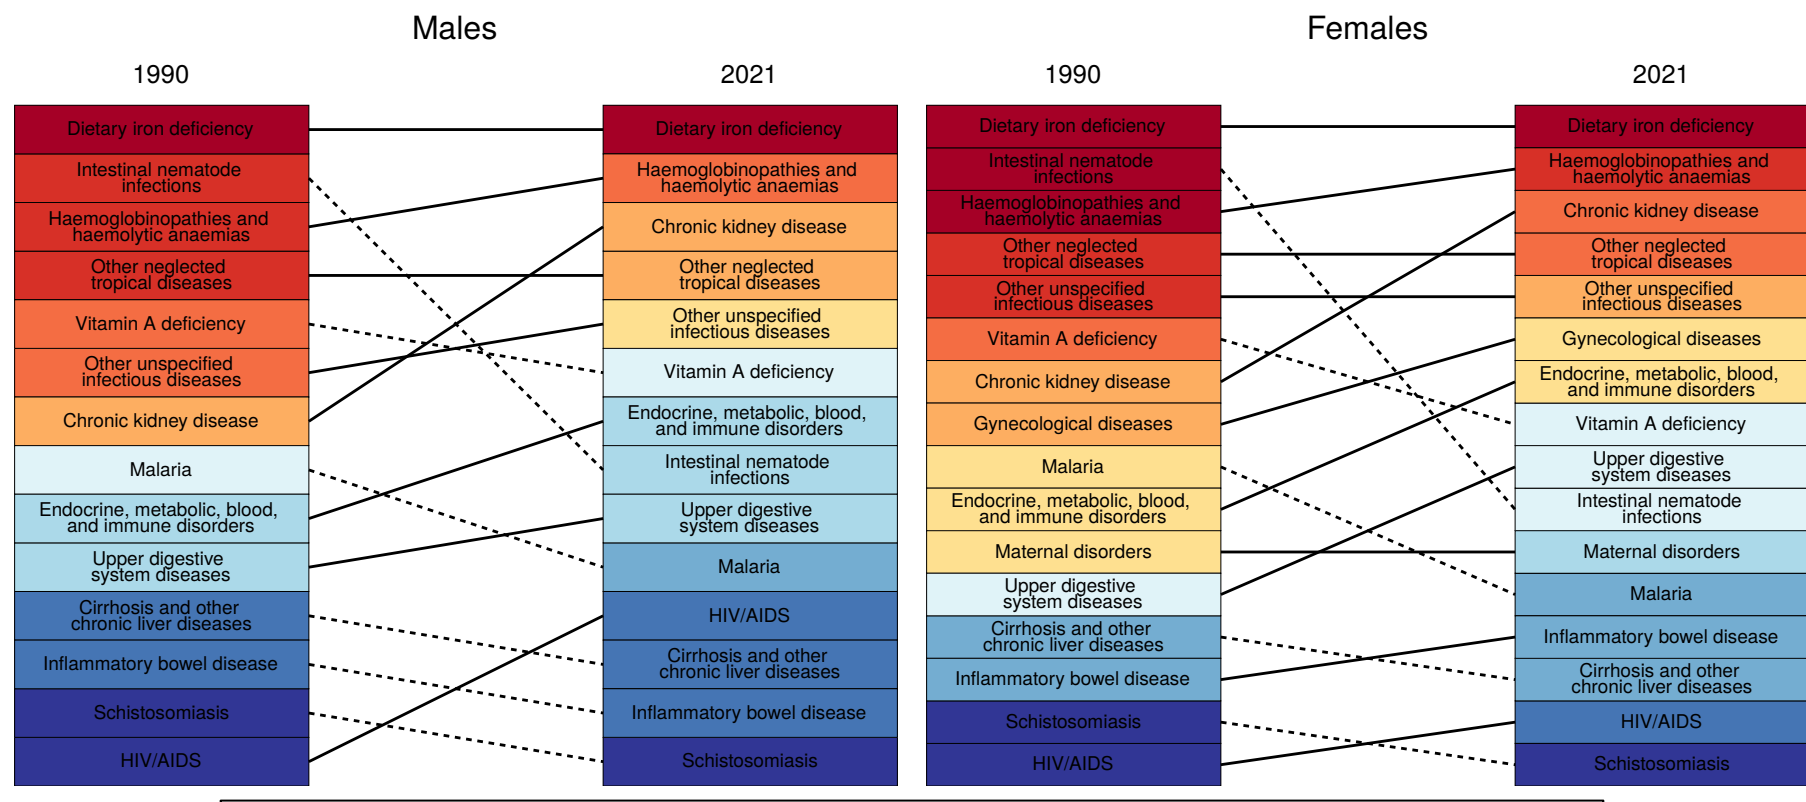 Males
1990
Dietary iron deficiency
Intestinal nematode
infections
Haemoglobinopathies and
haemolytic anaemias
Other neglected
tropical diseases
Vitamin A deficiency
Other unspecified
infectious diseases
Chronic kidney disease
Malaria
Endocrine, metabolic, blood,
and immune disorders
Upper digestive
system diseases
Cirrhosis and other
chronic liver diseases
Inflammatory bowel disease
Schistosomiasis
HIV/AIDS
2021
Dietary iron deficiency
Haemoglobinopathies and
haemolytic anaemias
Chronic kidney disease
Other neglected
tropical diseases
Other unspecified
infectious diseases
Vitamin A deficiency
Endocrine, metabolic, blood,
and immune disorders
Intestinal nematode
infections
Upper digestive
system diseases
Malaria
HIV/AIDS
Cirrhosis and other
chronic liver diseases
Inflammatory bowel disease
Schistosomiasis
Females
1990
Dietary iron deficiency
Intestinal nematode
infections
Haemoglobinopathies and
haemolytic anaemias
Other neglected
tropical diseases
Other unspecified
infectious diseases
Vitamin A deficiency
Chronic kidney disease
Gynecological diseases
Malaria
Endocrine, metabolic, blood,
and immune disorders
Maternal disorders
Upper digestive
system diseases
Cirrhosis and other
chronic liver diseases
Inflammatory bowel disease
Schistosomiasis
HIV/AIDS
2021
Dietary iron deficiency
Haemoglobinopathies and
haemolytic anaemias
Chronic kidney disease
Other neglected
tropical diseases
Other unspecified
infectious diseases
Gynecological diseases
Endocrine, metabolic, blood,
and immune disorders
Vitamin A deficiency
Upper digestive
system diseases
Intestinal nematode
infections
Maternal disorders
Malaria
Inflammatory bowel disease
Cirrhosis and other
chronic liver diseases
HIV/AIDS
Schistosomiasis